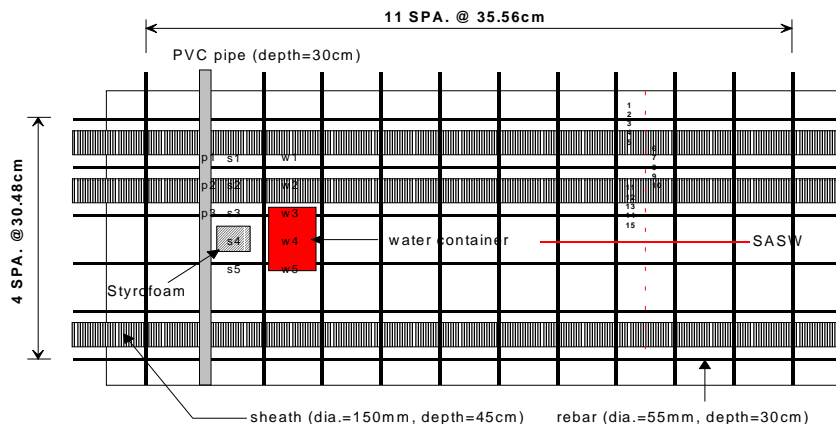 11 SPA. @ 35.56cm
PVC pipe (depth=30cm)
1
2
3
4
5
p1 s1 w1
6
7
8
9
p2 s2 w2
11 10
12
13
p3 s3 w3
14
15
s4 w4
water container
SASW
s5 w5
Styrofoam
4 SPA. @30.48cm
sheath (dia.=150mm, depth=45cm)
rebar (dia.=55mm, depth=30cm)